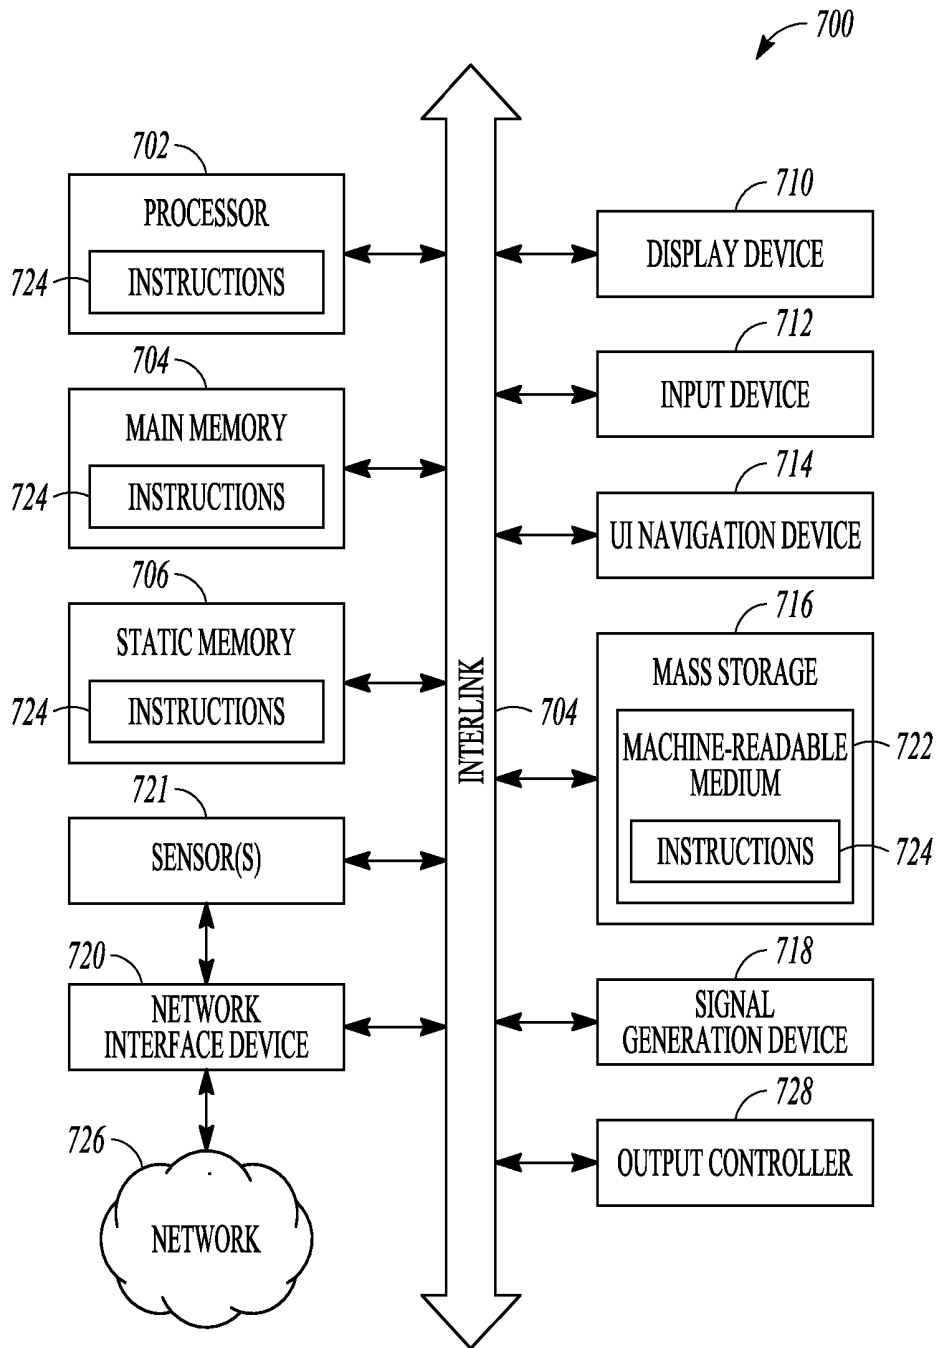 700
702
PROCESSOR
724
INSTRUCTIONS
704
MAIN MEMORY
724
INSTRUCTIONS
706
STATIC MEMORY
724
INSTRUCTIONS
721
SENSOR(S)
720
NETWORK
INTERFACE DEVICE
726
NETWORK
INTERLINK
704
710
DISPLAY DEVICE
712
INPUT DEVICE
714
UI NAVIGATION DEVICE
716
MASS STORAGE
MACHINE-READABLE
MEDIUM
722
INSTRUCTIONS
724
718
SIGNAL
GENERATION DEVICE
728
OUTPUT CONTROLLER